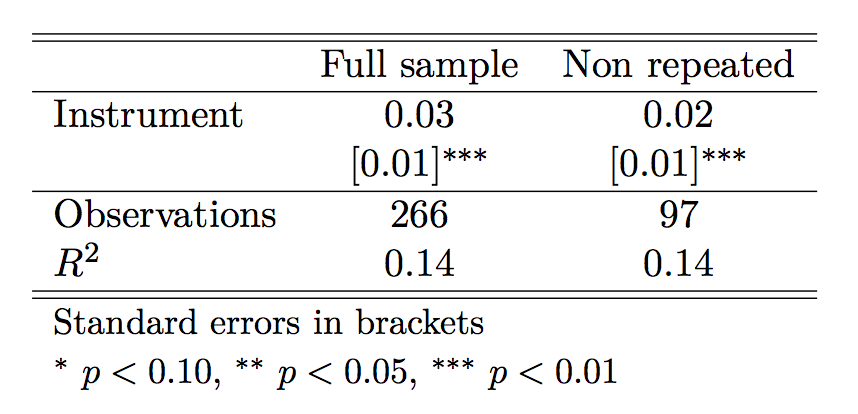 Full sample Non repeated
Instrument 0.03 0.02
[0.01]*** [0.01]***
Observations 266 97
R² 0.14 0.14
Standard errors in brackets
* p < 0.10, ** p < 0.05, *** p < 0.01